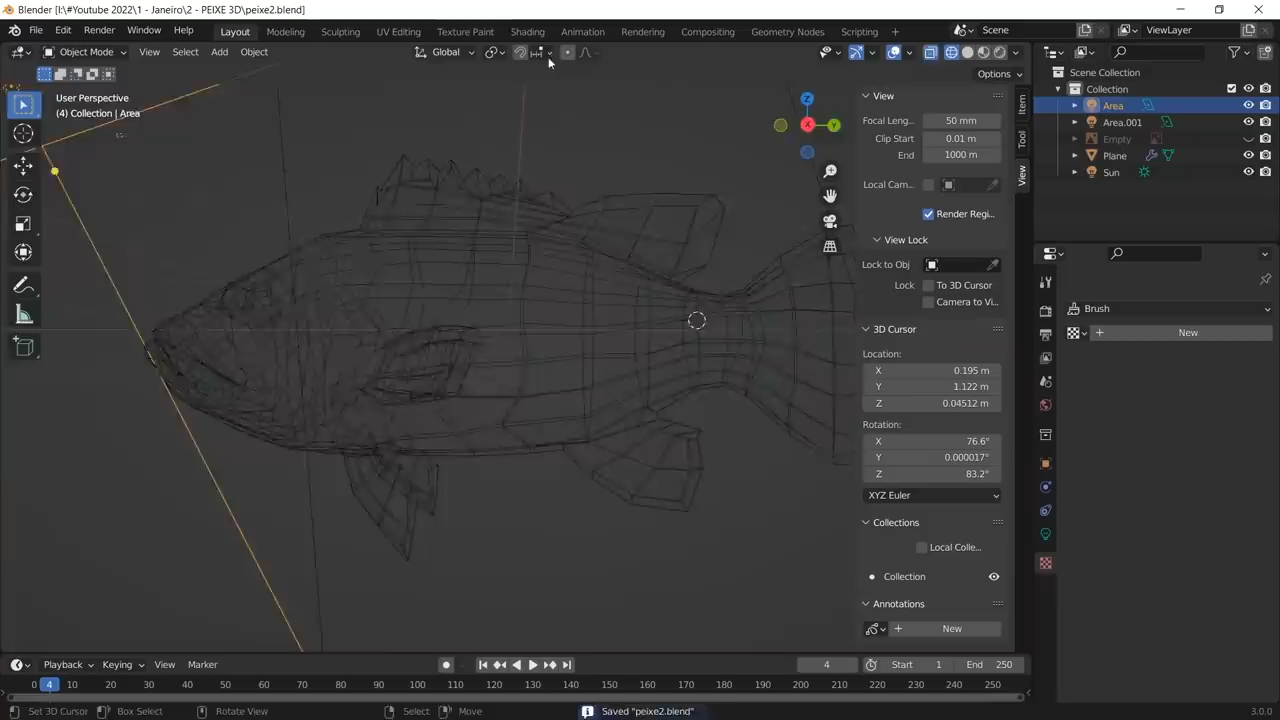 Blender [I:\#Youtube 2022\1 - Janeiro\2 - PEIXE 3D\peixe2.blend]
File Edit Render Window Help Layout Modeling Sculpting UV Editing Texture Paint Shading Animation Rendering Compositing Geometry Nodes Scripting Scene ViewLayer
Object Mode View Select Add Object Global
Options
User Perspective
(4) Collection | Area
Z
X
Y
View
Focal Leng... 50 mm
Clip Start 0.01 m
End 1000 m
Local Cam...
Render Regi...
View Lock
Lock to Obj
Lock To 3D Cursor
Camera to Vi...
3D Cursor
Location:
X 0.195 m
Y 1.122 m
Z 0.04512 m
Rotation:
X 76.6°
Y 0.000017°
Z 83.2°
XYZ Euler
Collections
Local Colle...
Collection
Annotations
New
Item
Tool
View
Scene Collection
Collection
Area
Area.001
Empty
Plane
Sun
Brush
New
Playback Keying View Marker 4 Start 1 End 250
0 4 10 20 30 40 50 60 70 80 90 100 110 120 130 140 150 160 170 180 190 200 210 220 230 240 250
Set 3D Cursor Box Select Rotate View Select Move Saved "peixe2.blend" 3.0.0